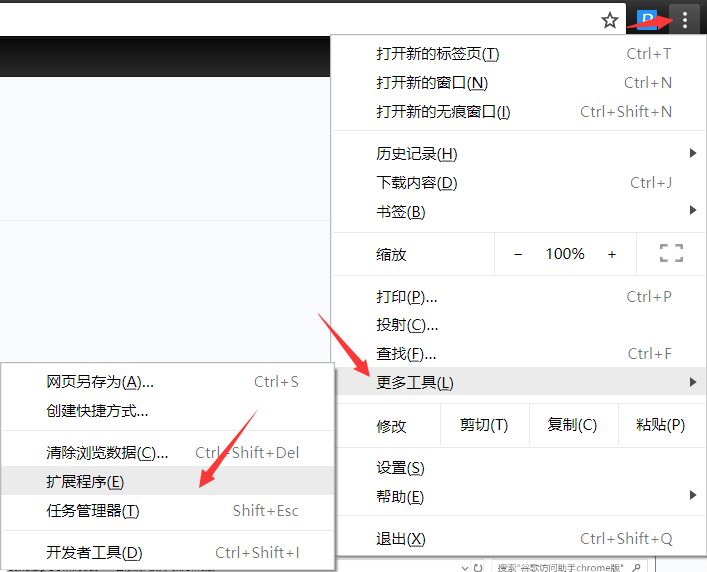 打开新的标签页(T) Ctrl+T
打开新的窗口(N) Ctrl+N
打开新的无痕窗口(I) Ctrl+Shift+N
历史记录(H)
下载内容(D) Ctrl+J
书签(B)
缩放 − 100% +
打印(P)... Ctrl+P
投射(C)...
查找(F)... Ctrl+F
更多工具(L)
修改 剪切(T) 复制(C) 粘贴(P)
设置(S)
帮助(E)
退出(X) Ctrl+Shift+Q
网页另存为(A)... Ctrl+S
创建快捷方式...
清除浏览数据(C)... Ctrl+Shift+Del
扩展程序(E)
任务管理器(T) Shift+Esc
开发者工具(D) Ctrl+Shift+I
搜索"谷歌访问助手chrome版"